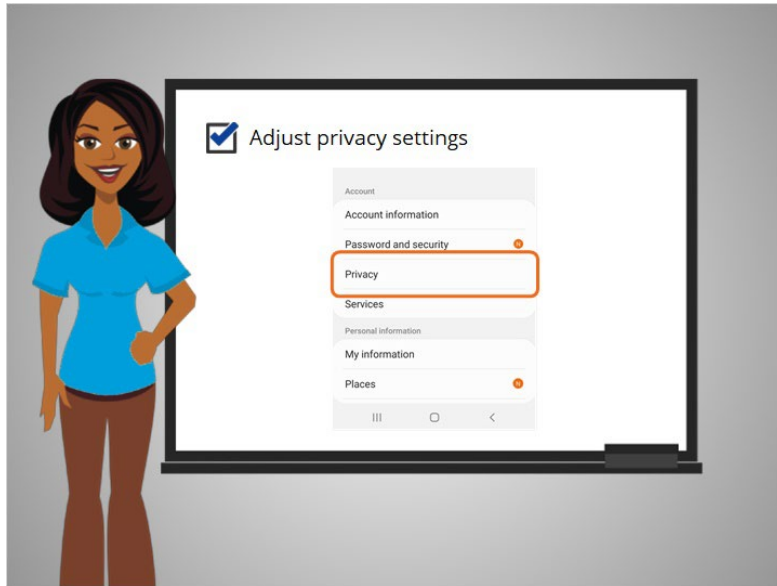 Adjust privacy settings
Account
Account information
Password and security
N
Privacy
Services
Personal information
My information
Places
N